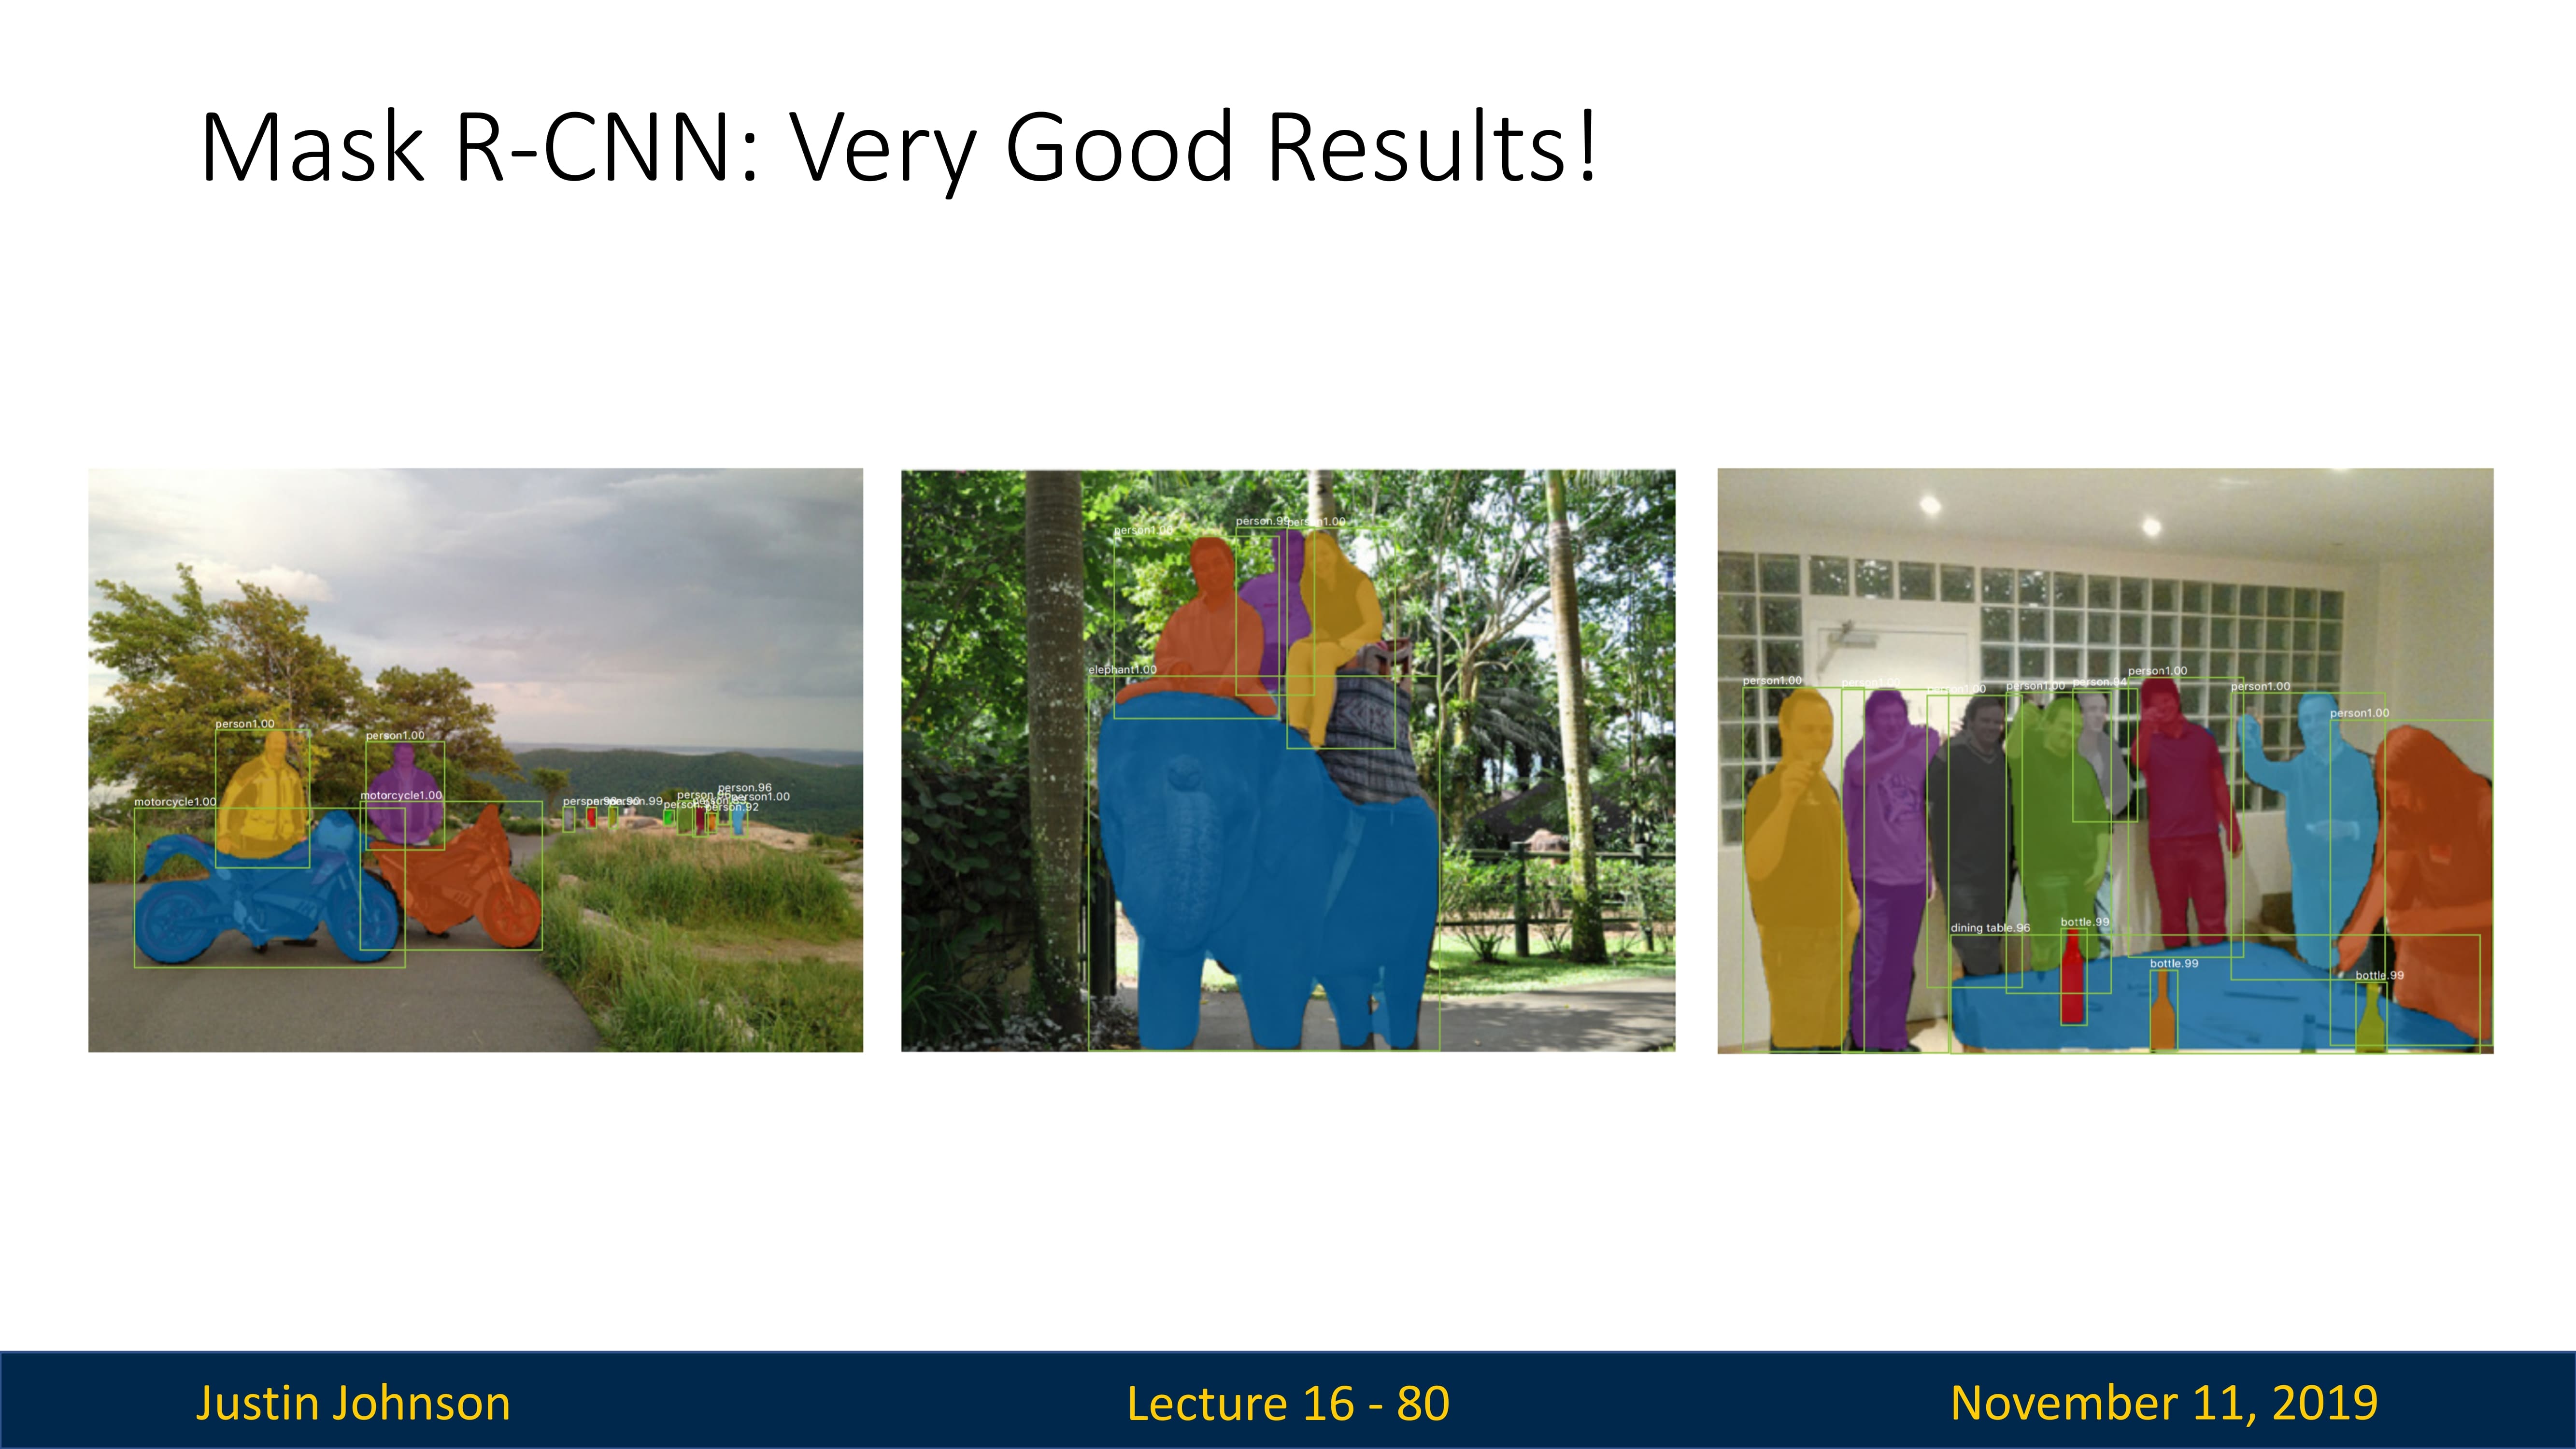 Mask R-CNN: Very Good Results!
person1.00
person1.00
motorcycle1.00
motorcycle1.00
person.96
person1.00
person.92
person1.00
person.99
person1.00
elephant1.00
person1.00
person1.00
person1.00
person1.00
person.94
person1.00
person1.00
person1.00
dining table.96
bottle.99
bottle.99
bottle.99
Justin Johnson
Lecture 16 - 80
November 11, 2019